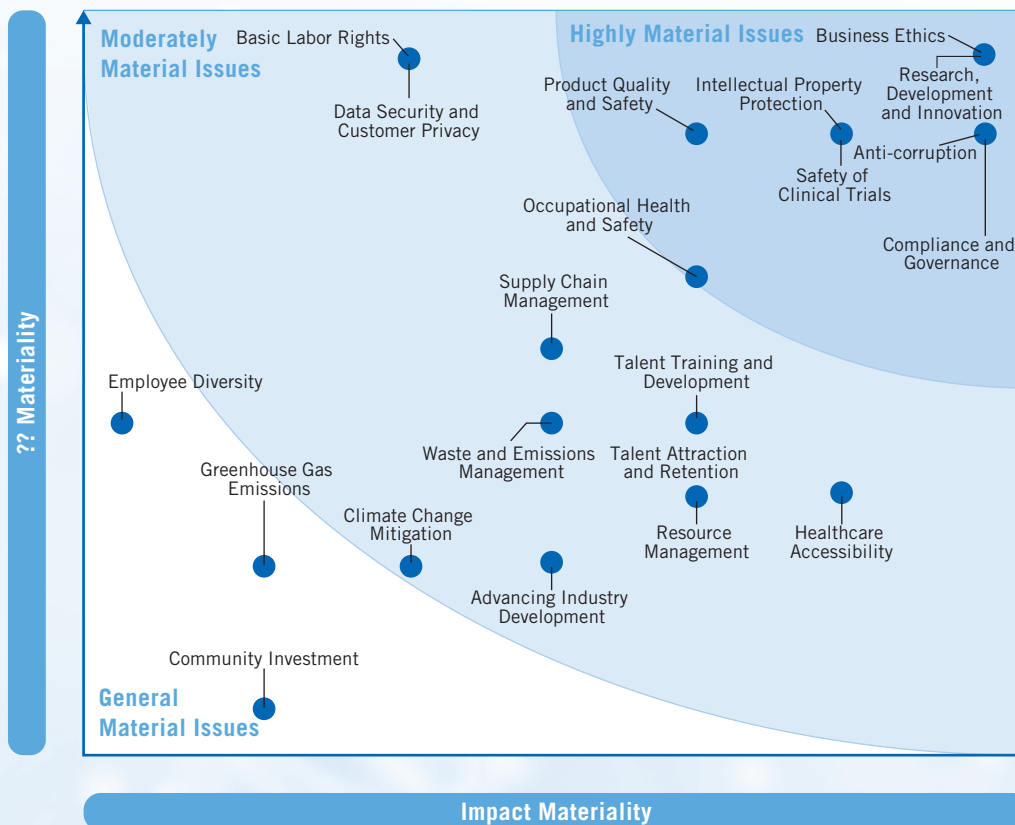 Moderately
Material Issues
Basic Labor Rights
Data Security and
Customer Privacy
Highly Material Issues
Business Ethics
Research,
Development
and Innovation
Product Quality
and Safety
Intellectual Property
Protection
Anti-corruption
Safety of
Clinical Trials
Occupational Health
and Safety
Compliance and
Governance
Supply Chain
Management
?? Materiality
Talent Training and
Development
Employee Diversity
Waste and Emissions
Management
Talent Attraction
and Retention
Greenhouse Gas
Emissions
Climate Change
Mitigation
Resource
Management
Healthcare
Accessibility
Advancing Industry
Development
Community Investment
General
Material Issues
Impact Materiality